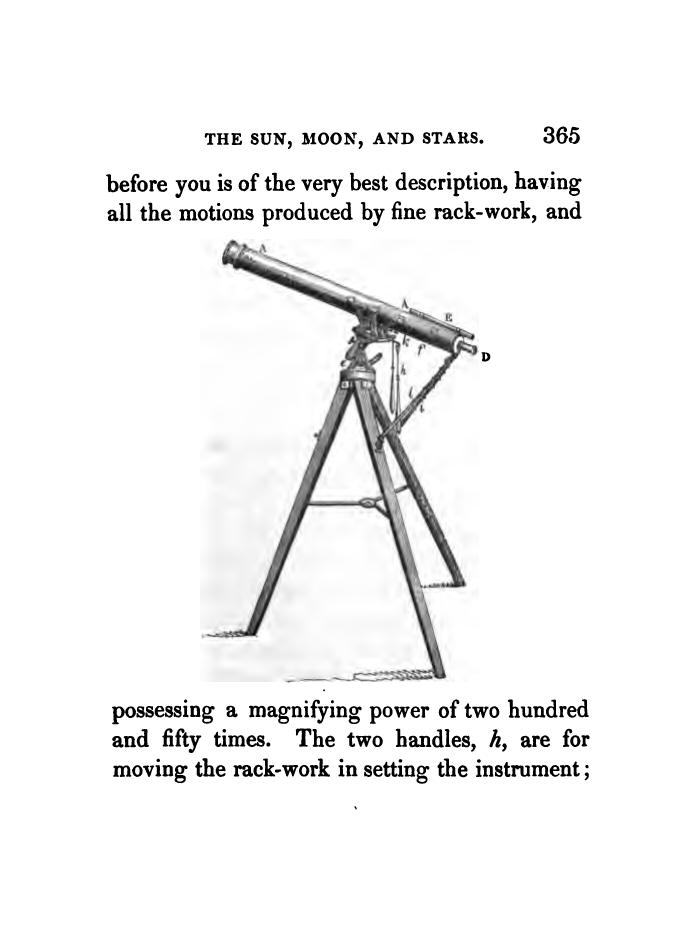 THE SUN, MOON, AND STARS. 365
before you is of the very best description, having
all the motions produced by fine rack-work, and
A
A
E
D
k
f
h
i
i
possessing a magnifying power of two hundred
and fifty times. The two handles, h, are for
moving the rack-work in setting the instrument;